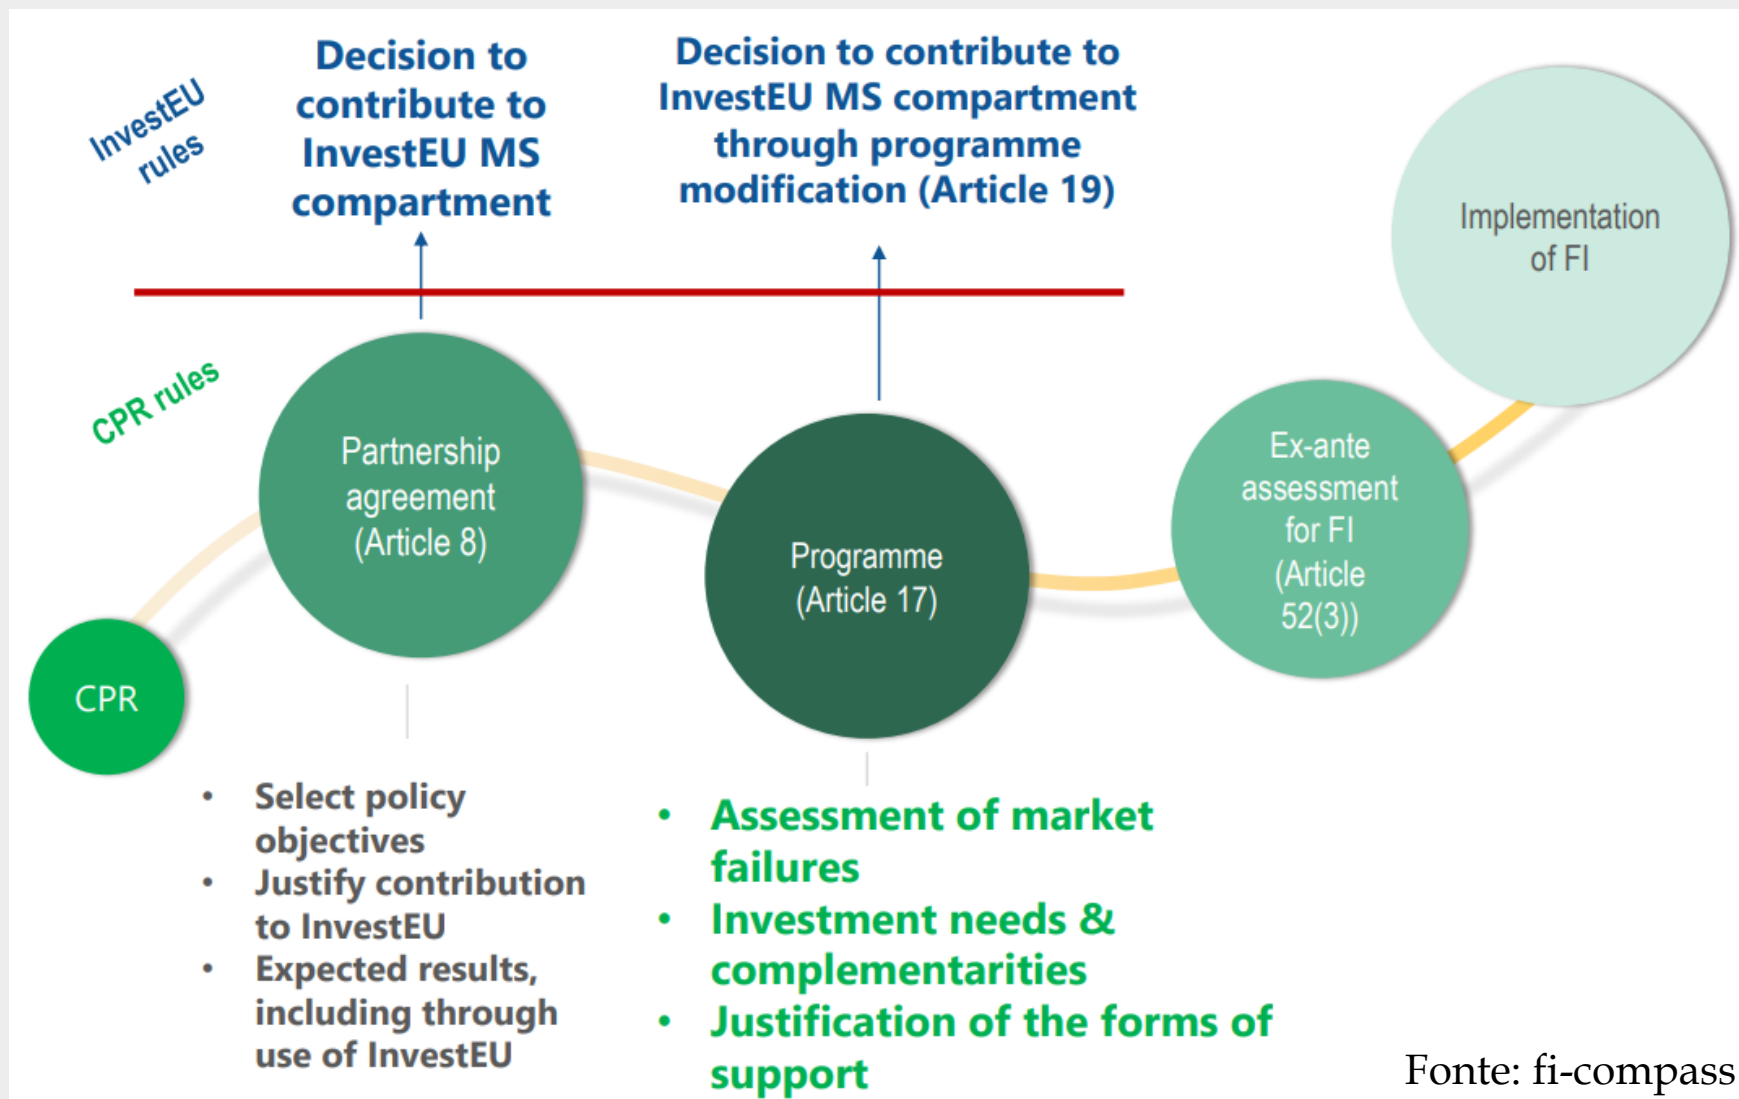 InvestEU
rules
Decision to
contribute to
InvestEU MS
compartment
Decision to contribute to
InvestEU MS compartment
through programme
modification (Article 19)
Implementation
of FI
CPR rules
Partnership
agreement
(Article 8)
Programme
(Article 17)
Ex-ante
assessment
for FI
(Article
52(3))
CPR
• Select policy
objectives
• Justify contribution
to InvestEU
• Expected results,
including through
use of InvestEU
• Assessment of market
failures
• Investment needs &
complementarities
• Justification of the forms of
support
Fonte: fi-compass